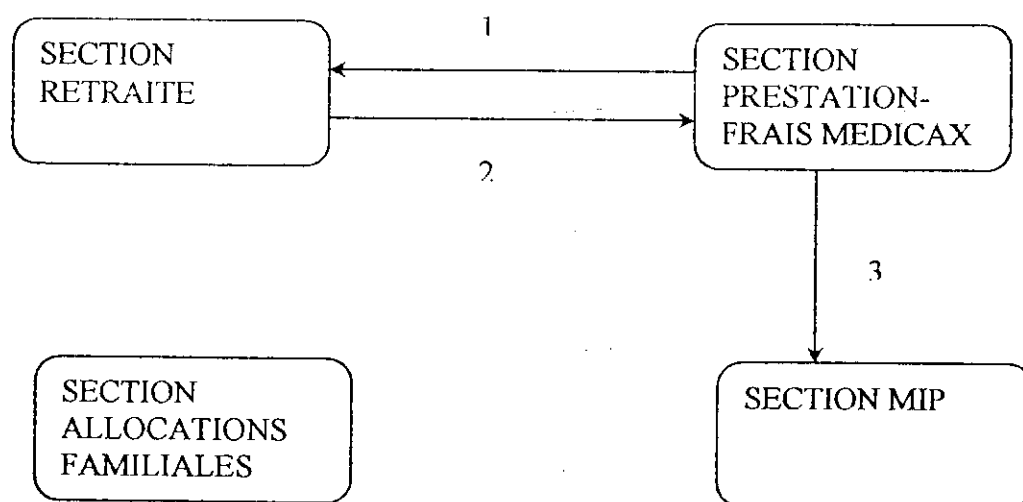 1
SECTION
RETRAITE
SECTION
PRESTATION-
FRAIS MEDICAX
2
3
SECTION
ALLOCATIONS
FAMILIALES
SECTION MIP